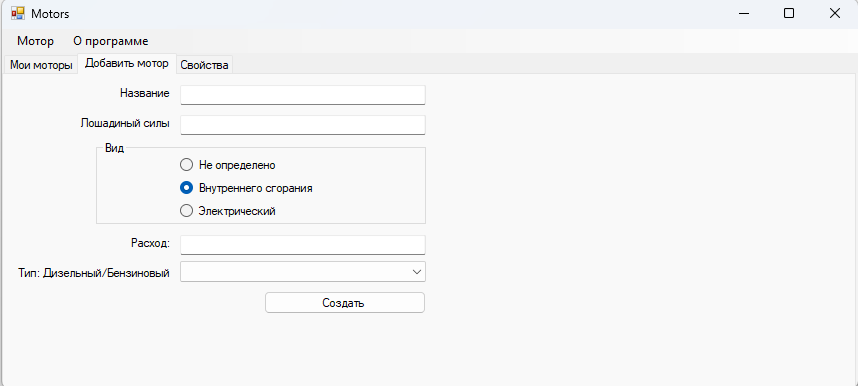 Motors
Мотор О программе
Мои моторы Добавить мотор Свойства
Название
Лошадиный силы
Вид
Не определено
Внутреннего сгорания
Электрический
Расход:
Тип: Дизельный/Бензиновый
Создать